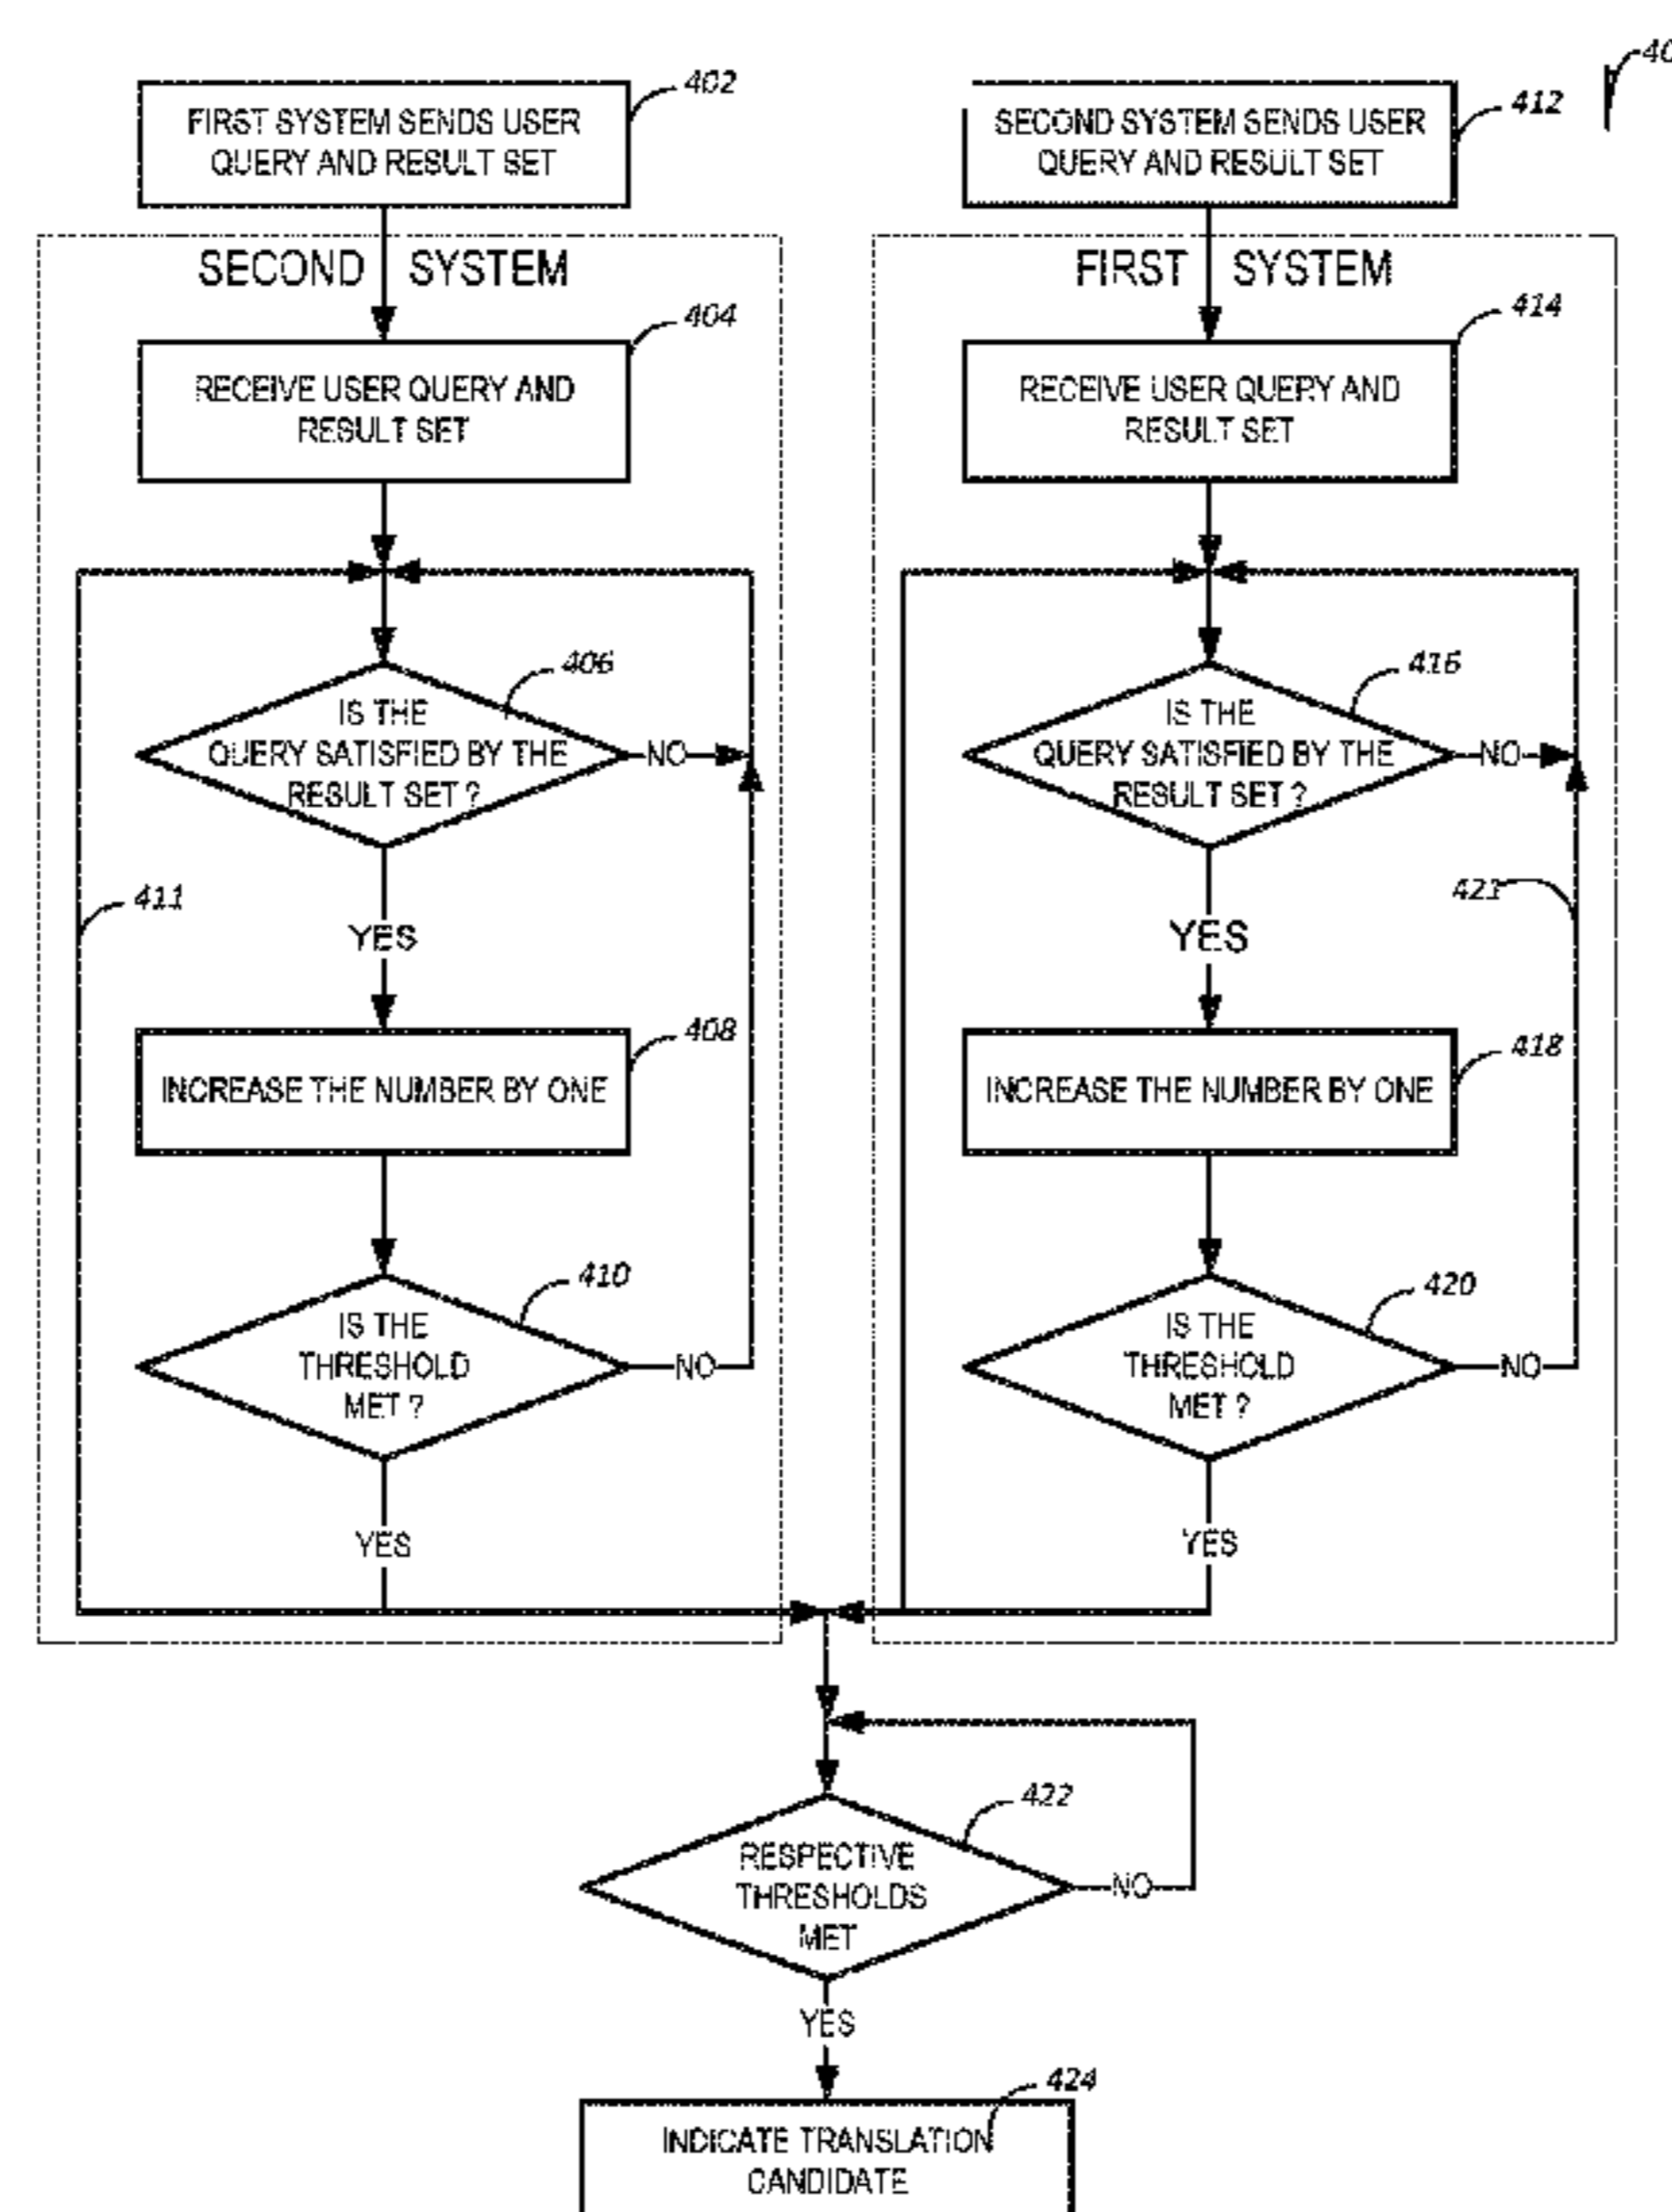 402
FIRST SYSTEM SENDS USER
QUERY AND RESULT SET
SECOND SYSTEM
404
RECEIVE USER QUERY AND
RESULT SET
406
IS THE
QUERY SATISFIED BY THE
RESULT SET ?
NO
411
YES
408
INCREASE THE NUMBER BY ONE
410
IS THE
THRESHOLD
MET ?
NO
YES
40
412
SECOND SYSTEM SENDS USER
QUERY AND RESULT SET
FIRST SYSTEM
414
RECEIVE USER QUERY AND
RESULT SET
416
IS THE
QUERY SATISFIED BY THE
RESULT SET ?
NO
421
YES
418
INCREASE THE NUMBER BY ONE
420
IS THE
THRESHOLD
MET ?
NO
YES
422
RESPECTIVE
THRESHOLDS
MET
NO
YES
424
INDICATE TRANSLATION
CANDIDATE